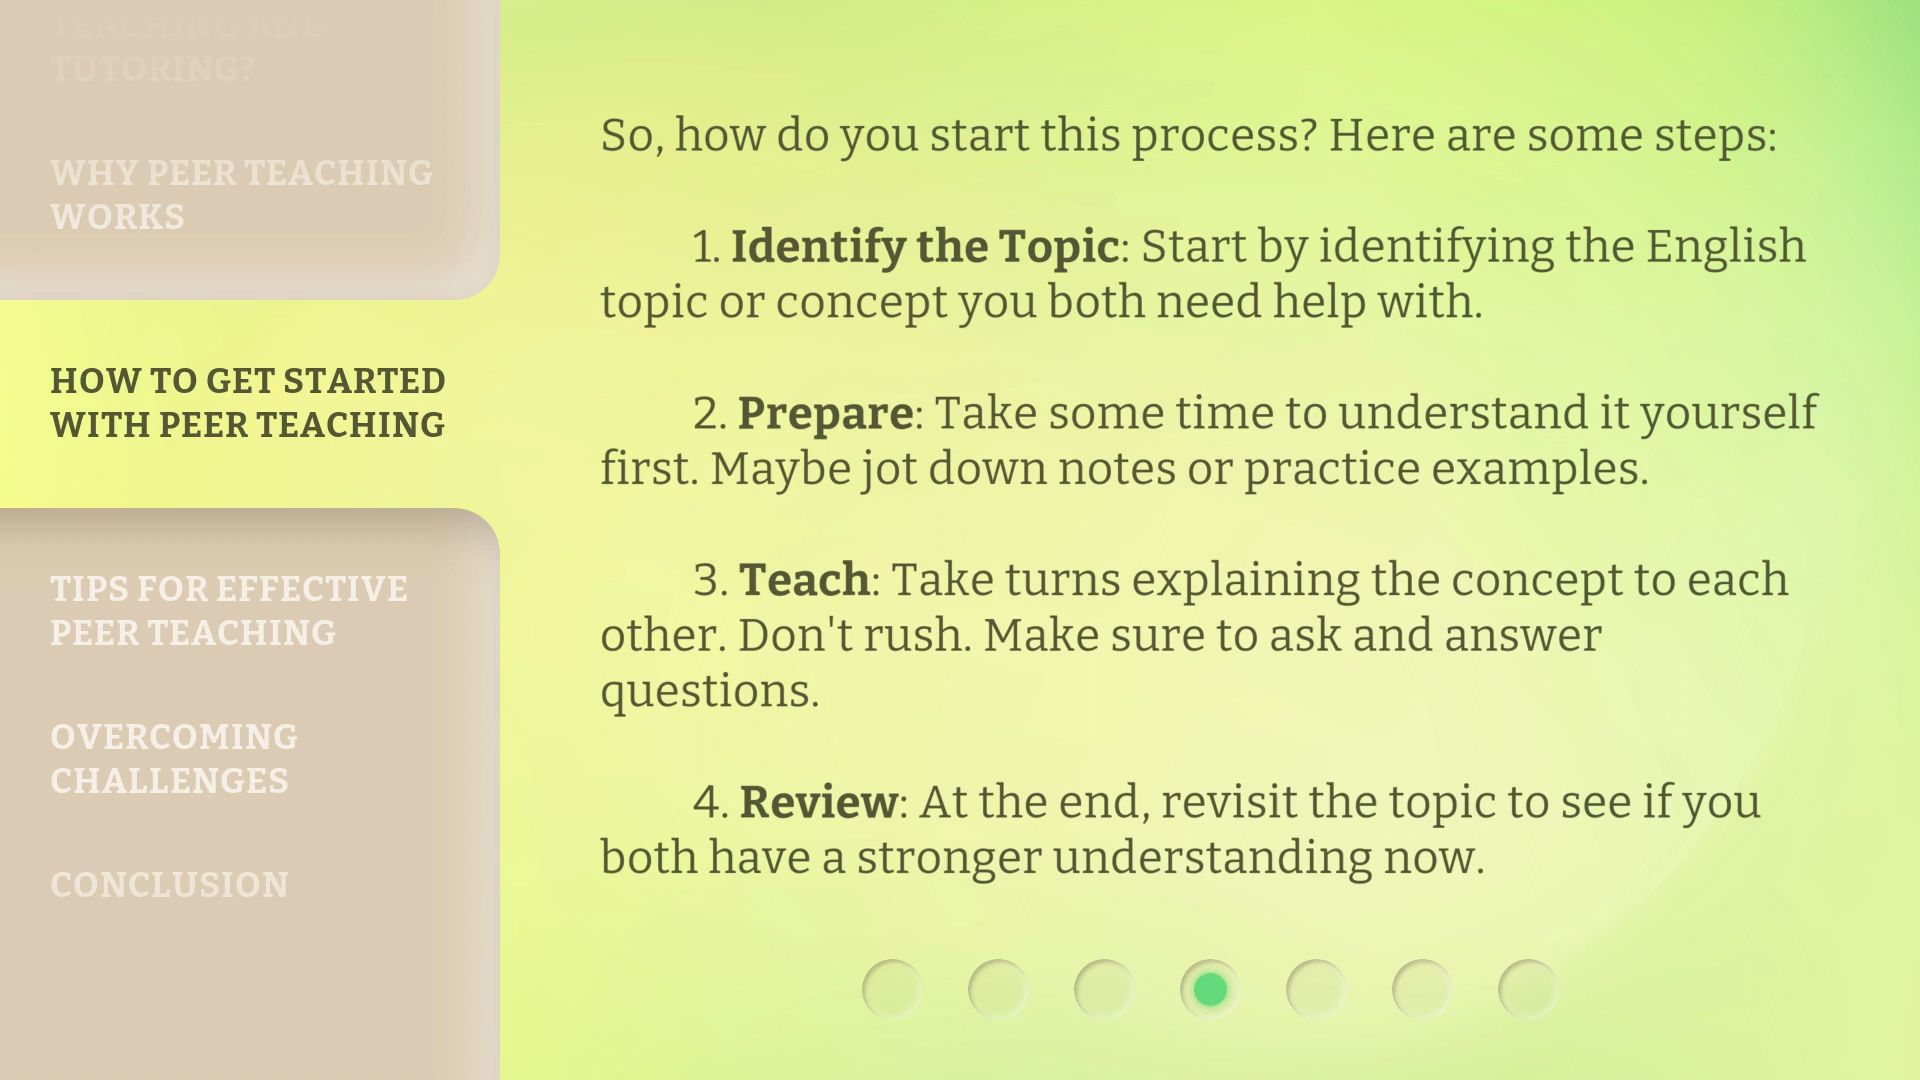 TEACHING AND
TUTORING?
WHY PEER TEACHING
WORKS
HOW TO GET STARTED
WITH PEER TEACHING
TIPS FOR EFFECTIVE
PEER TEACHING
OVERCOMING
CHALLENGES
CONCLUSION
So, how do you start this process? Here are some steps:
1. Identify the Topic: Start by identifying the English
topic or concept you both need help with.
2. Prepare: Take some time to understand it yourself
first. Maybe jot down notes or practice examples.
3. Teach: Take turns explaining the concept to each
other. Don't rush. Make sure to ask and answer
questions.
4. Review: At the end, revisit the topic to see if you
both have a stronger understanding now.